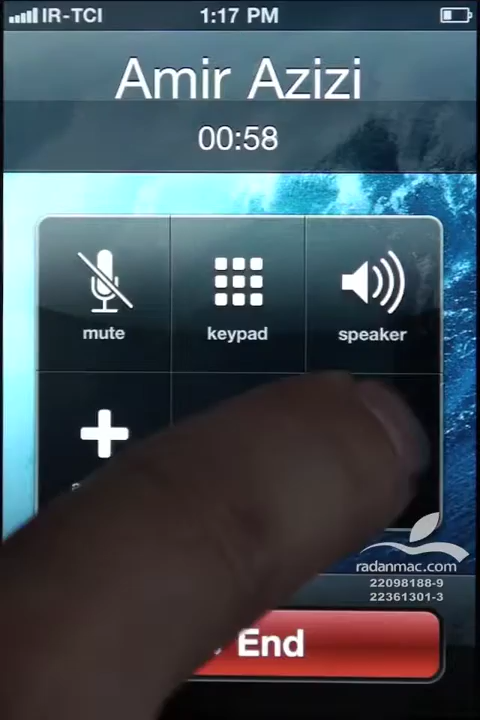 IR-TCI 1:17 PM
Amir Azizi
00:58
mute keypad speaker
radanmac.com
22098188-9
22361301-3
End